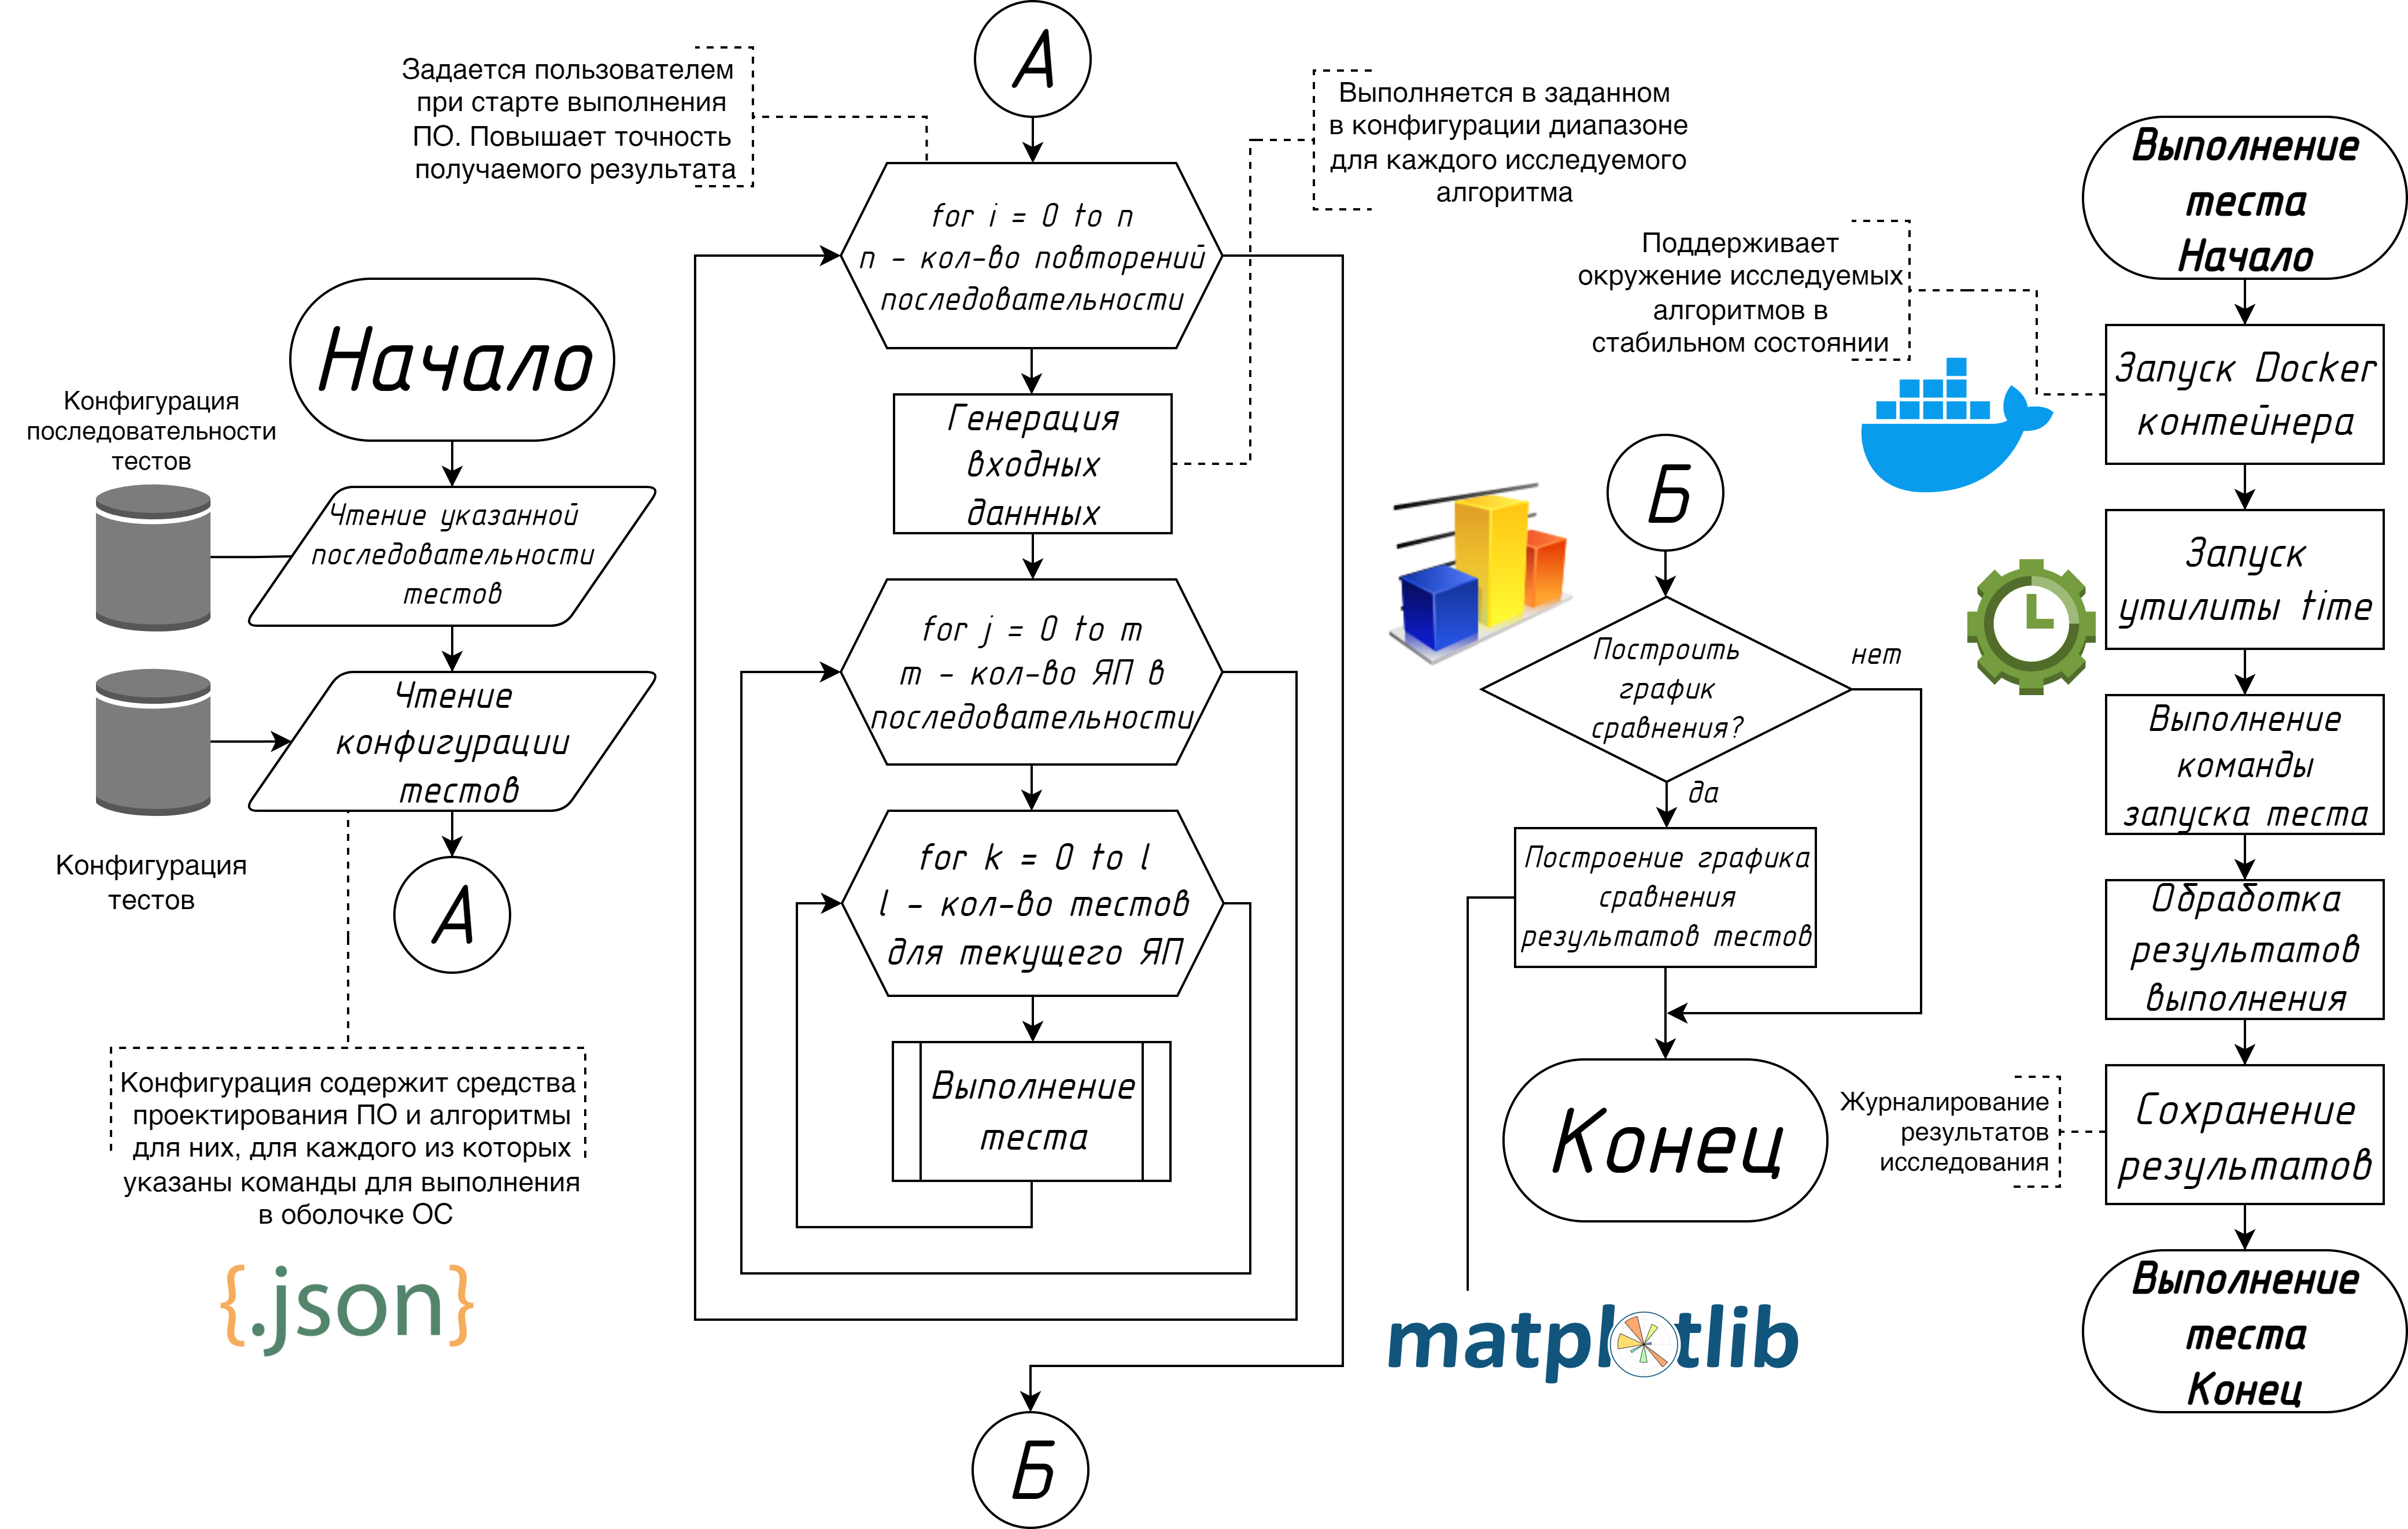 Начало
Конфигурация
последовательности
тестов
Чтение указанной
последовательности
тестов
Чтение
конфигурации
тестов
Конфигурация
тестов
А
Конфигурация содержит средства
проектирования ПО и алгоритмы
для них, для каждого из которых
указаны команды для выполнения
в оболочке ОС
{.json}
А
Задается пользователем
при старте выполнения
ПО. Повышает точность
получаемого результата
for i = 0 to n
n - кол-во повторений
последовательности
Выполняется в заданном
в конфигурации диапазоне
для каждого исследуемого
алгоритма
Генерация
входных
даннных
for j = 0 to m
m - кол-во ЯП в
последовательности
for k = 0 to l
l - кол-во тестов
для текущего ЯП
Выполнение
теста
Б
Б
Построить
график
сравнения?
нет
да
Построение графика
сравнения
результатов тестов
Конец
matplotlib
Выполнение
теста
Начало
Поддерживает
окружение исследуемых
алгоритмов в
стабильном состоянии
Запуск Docker
контейнера
Запуск
утилиты time
Выполнение
команды
запуска теста
Обработка
результатов
выполнения
Журналирование
результатов
исследования
Сохранение
результатов
Выполнение
теста
Конец